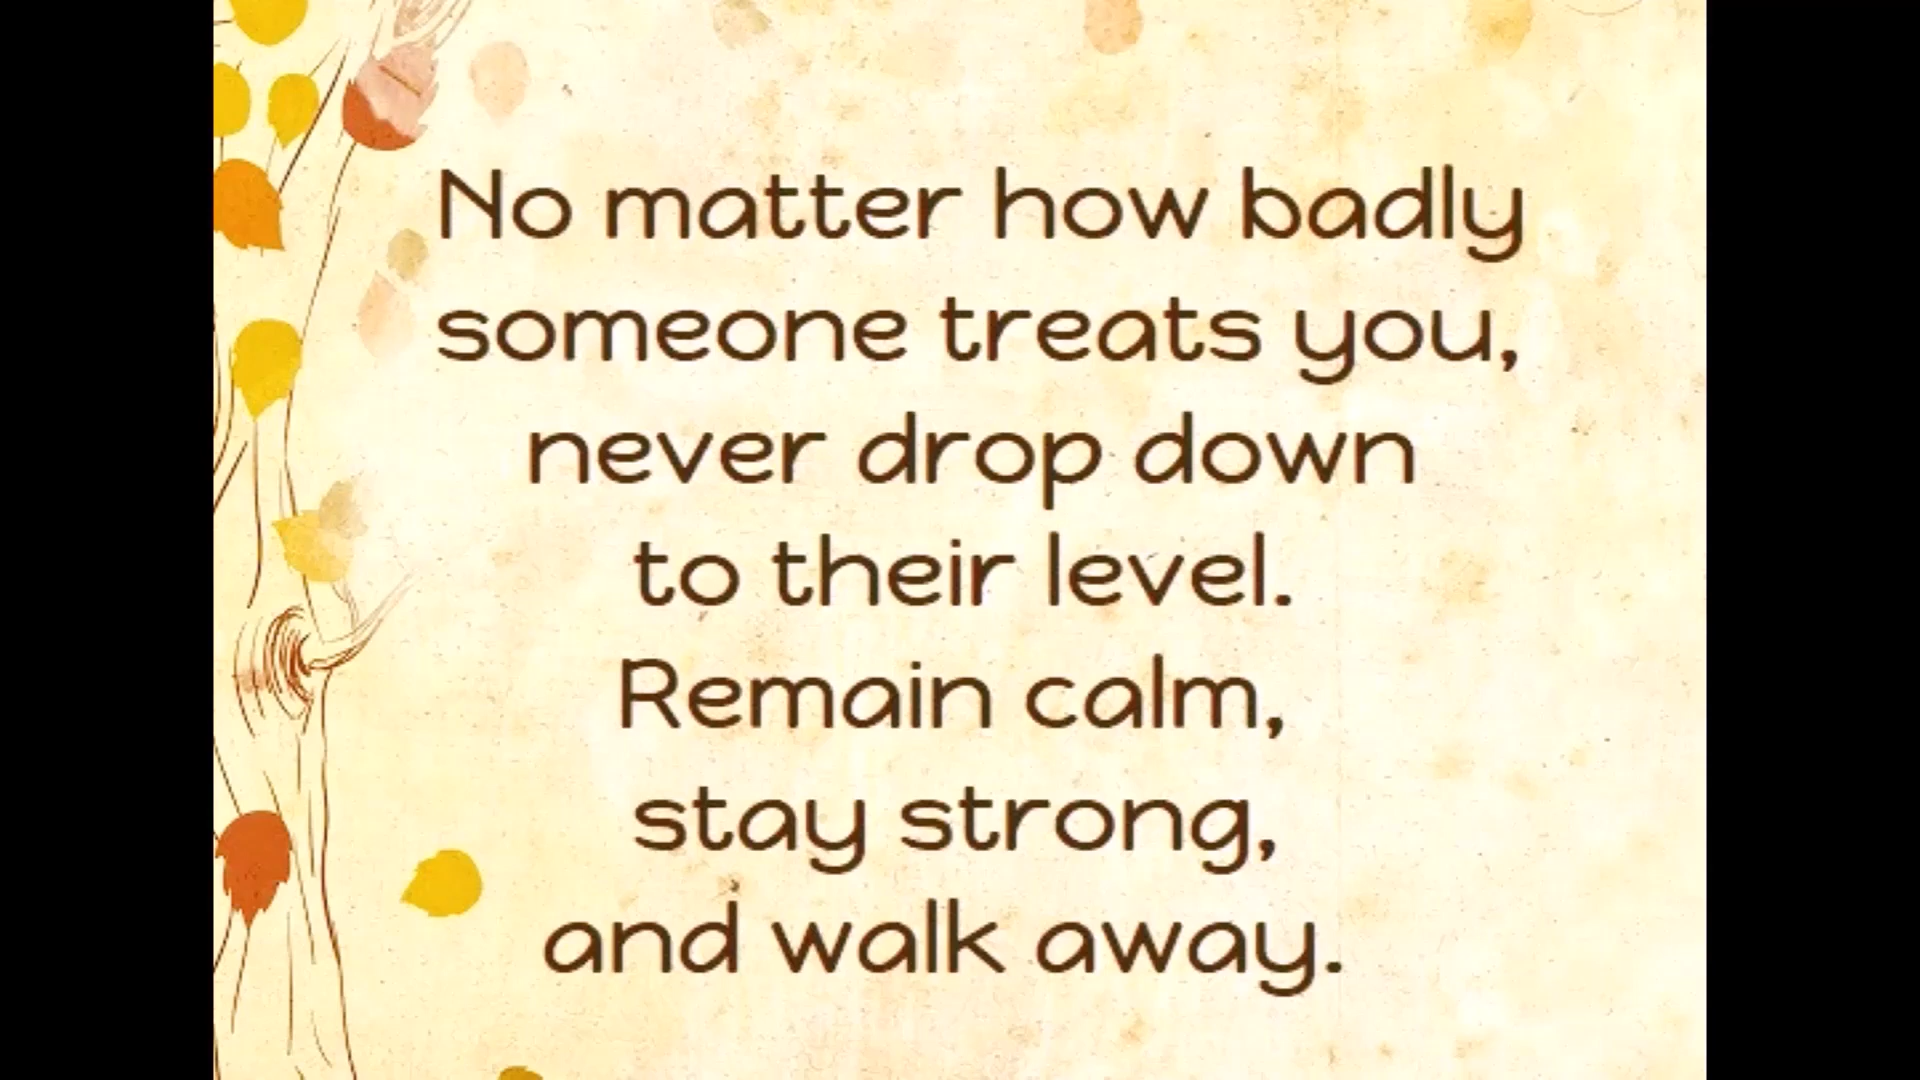 No matter how badly
someone treats you,
never drop down
to their level.
Remain calm,
stay strong,
and walk away.